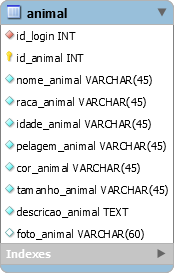 animal
id_login INT
id_animal INT
nome_animal VARCHAR(45)
raca_animal VARCHAR(45)
idade_animal VARCHAR(45)
pelagem_animal VARCHAR(45)
cor_animal VARCHAR(45)
tamanho_animal VARCHAR(45)
descricao_animal TEXT
foto_animal VARCHAR(60)
Indexes